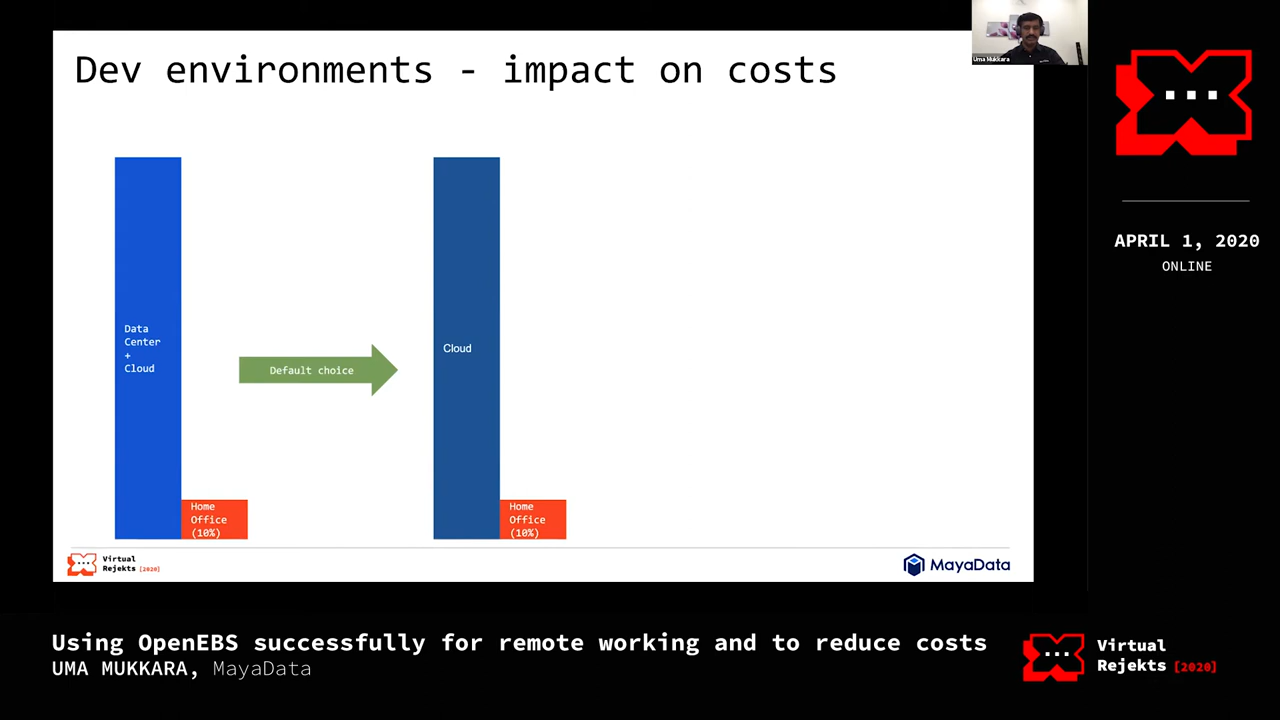 Dev environments - impact on costs
Uma Mukkara
Data
Center
+
Cloud
Default choice
Cloud
Home
Office
(10%)
Home
Office
(10%)
Virtual
Rejekts [2020]
MayaData
APRIL 1, 2020
ONLINE
Using OpenEBS successfully for remote working and to reduce costs
UMA MUKKARA, MayaData
Virtual
Rejekts [2020]